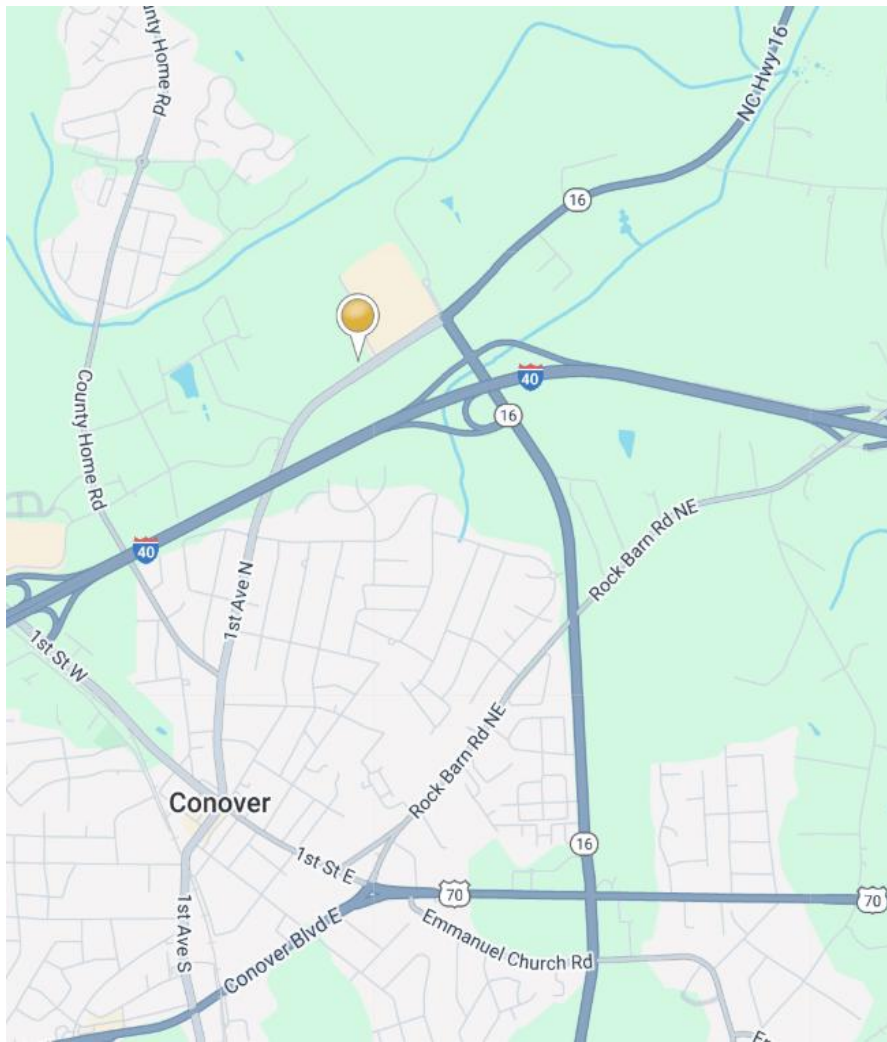 unty Home Rd
NC Hwy 16
16
40
16
County Home Rd
40
Rock Barn Rd NE
1st Ave N
1st St W
Rock Barn Rd NE
Conover
16
1st St E
70
70
1st Ave S
Conover Blvd E
Emmanuel Church Rd